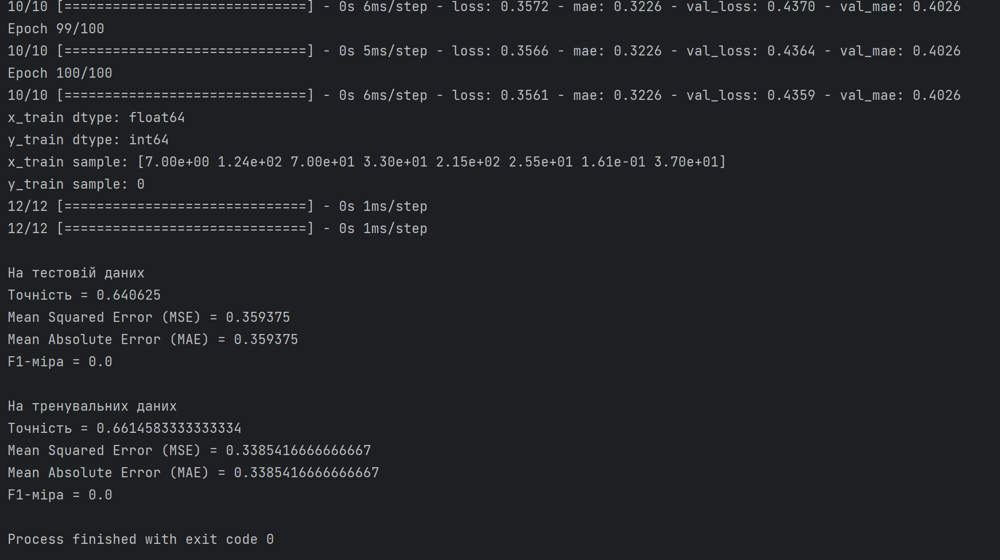 10/10 [==============================] - 0s 6ms/step - loss: 0.3572 - mae: 0.3226 - val_loss: 0.4370 - val_mae: 0.4026
Epoch 99/100
10/10 [==============================] - 0s 5ms/step - loss: 0.3566 - mae: 0.3226 - val_loss: 0.4364 - val_mae: 0.4026
Epoch 100/100
10/10 [==============================] - 0s 6ms/step - loss: 0.3561 - mae: 0.3226 - val_loss: 0.4359 - val_mae: 0.4026
x_train dtype: float64
y_train dtype: int64
x_train sample: [7.00e+00 1.24e+02 7.00e+01 3.30e+01 2.15e+02 2.55e+01 1.61e-01 3.70e+01]
y_train sample: 0
12/12 [==============================] - 0s 1ms/step
12/12 [==============================] - 0s 1ms/step
На тестовій даних
Точність = 0.640625
Mean Squared Error (MSE) = 0.359375
Mean Absolute Error (MAE) = 0.359375
F1-міра = 0.0
На тренувальних даних
Точність = 0.6614583333333334
Mean Squared Error (MSE) = 0.3385416666666667
Mean Absolute Error (MAE) = 0.3385416666666667
F1-міра = 0.0
Process finished with exit code 0